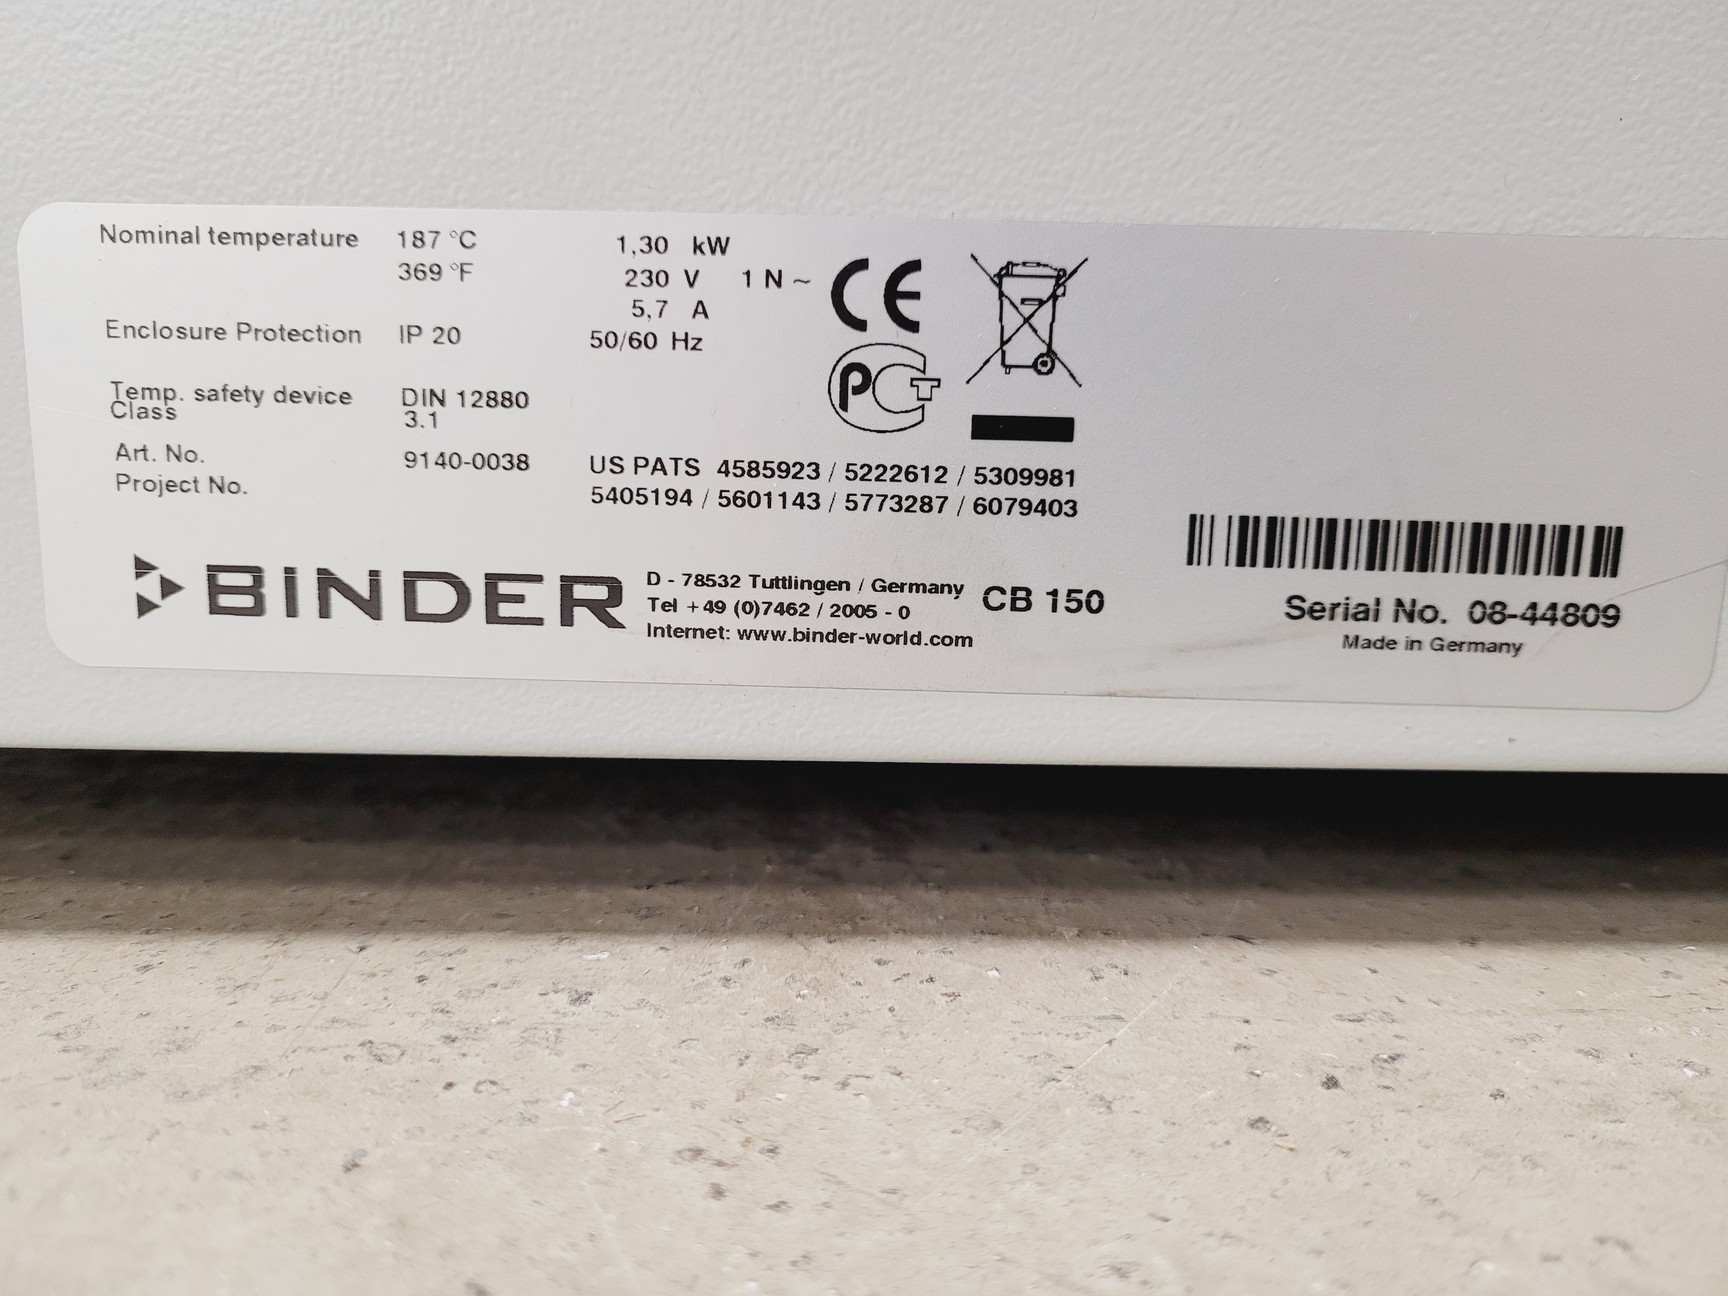 Nominal temperature 187 °C 1,30 kW
369 °F 230 V 1 N ~
5,7 A
Enclosure Protection IP 20 50/60 Hz
CE
PCT
Temp. safety device DIN 12880
Class 3.1
Art. No. 9140-0038
Project No.
US PATS 4585923 / 5222612 / 5309981
5405194 / 5601143 / 5773287 / 6079403
BINDER
D - 78532 Tuttlingen / Germany
Tel +49 (0)7462 / 2005 - 0
Internet: www.binder-world.com
CB 150
Serial No. 08-44809
Made in Germany